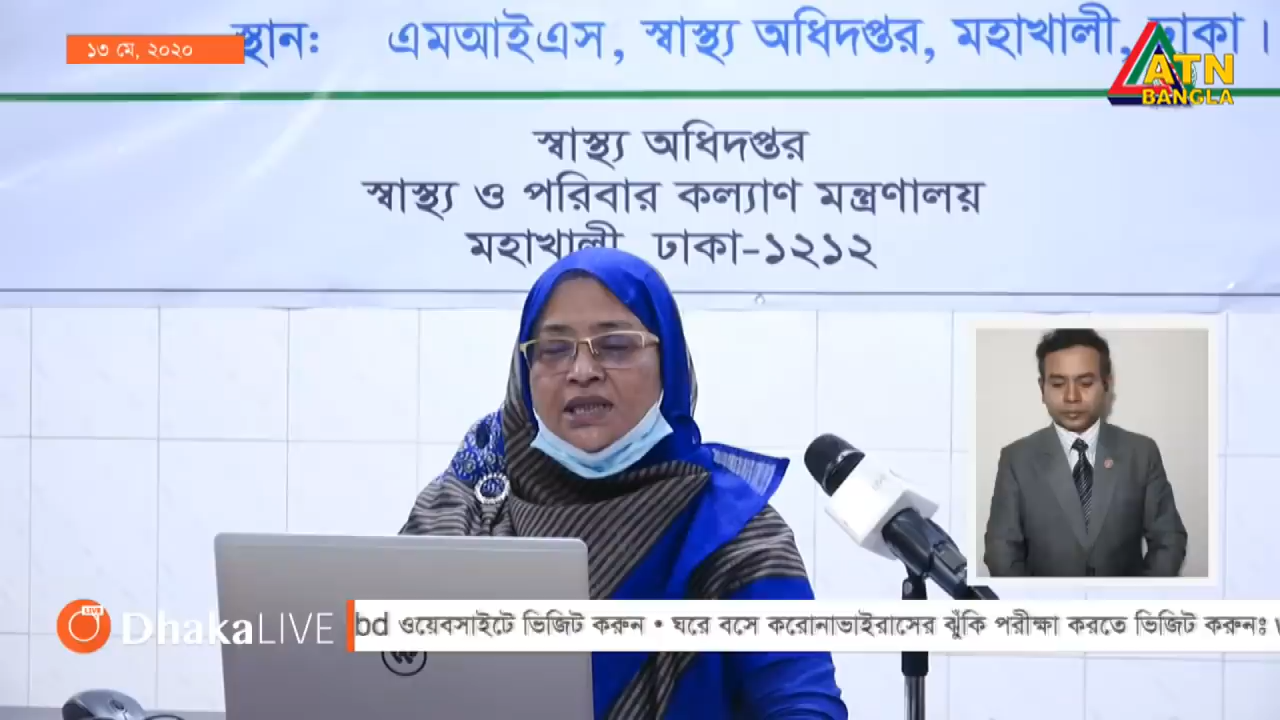 ১৩ মে, ২০২০
স্থান: এমআইএস, স্বাস্থ্য অধিদপ্তর, মহাখালী, ঢাকা।
ATN
BANGLA
স্বাস্থ্য অধিদপ্তর
স্বাস্থ্য ও পরিবার কল্যাণ মন্ত্রণালয়
মহাখালী, ঢাকা-১২১২
LIVE
DhakaLIVE
bd ওয়েবসাইটে ভিজিট করুন • ঘরে বসে করোনাভাইরাসের ঝুঁকি পরীক্ষা করতে ভিজিট করুনঃ